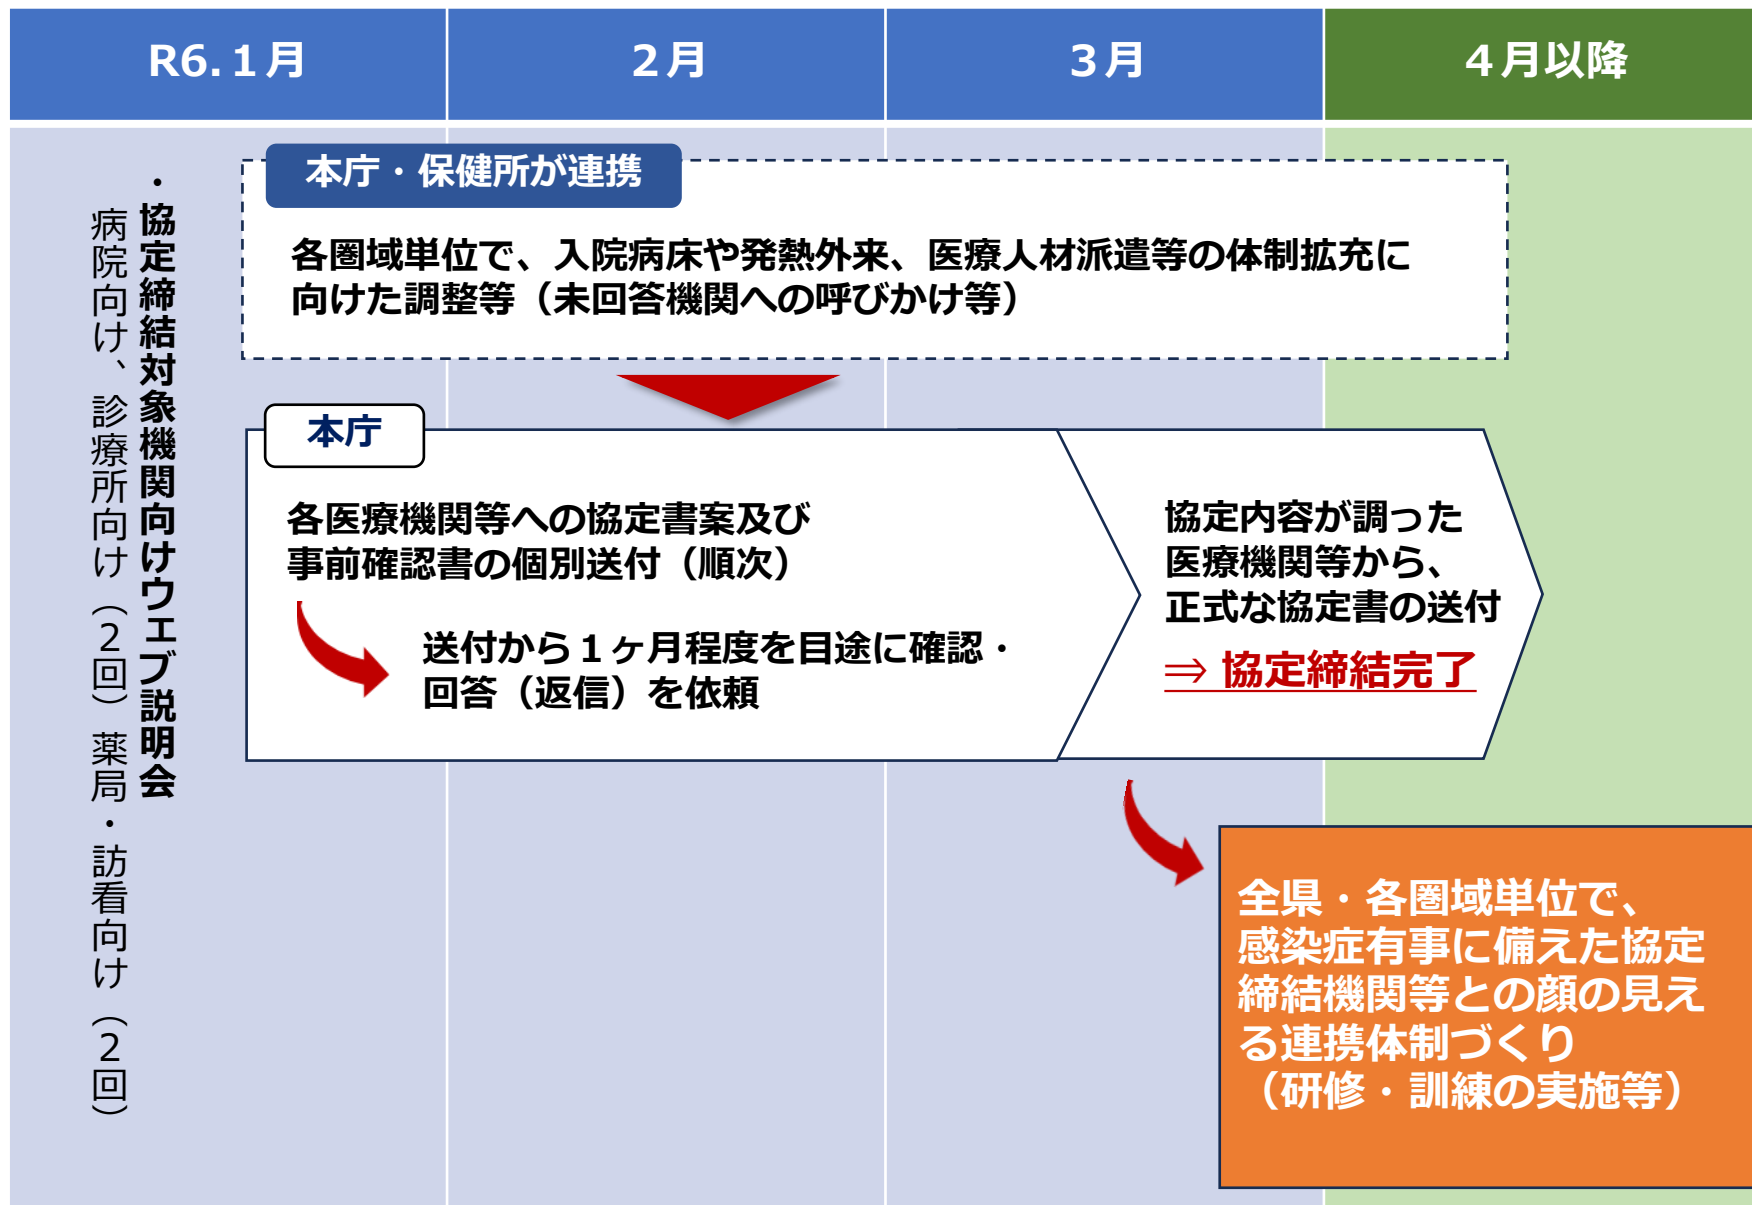 R6.１月
２月
３月
４月以降
・協定締結対象機関向けウエブ説明会
病院向け、診療所向け（２回）薬局・訪看向け（２回）
本庁・保健所が連携
各圏域単位で、入院病床や発熱外来、医療人材派遣等の体制拡充に
向けた調整等（未回答機関への呼びかけ等）
本庁
各医療機関等への協定書案及び
事前確認書の個別送付（順次）
送付から１ヶ月程度を目途に確認・
回答（返信）を依頼
協定内容が調った
医療機関等から、
正式な協定書の送付
⇒ 協定締結完了
全県・各圏域単位で、
感染症有事に備えた協定
締結機関等との顔の見え
る連携体制づくり
（研修・訓練の実施等）